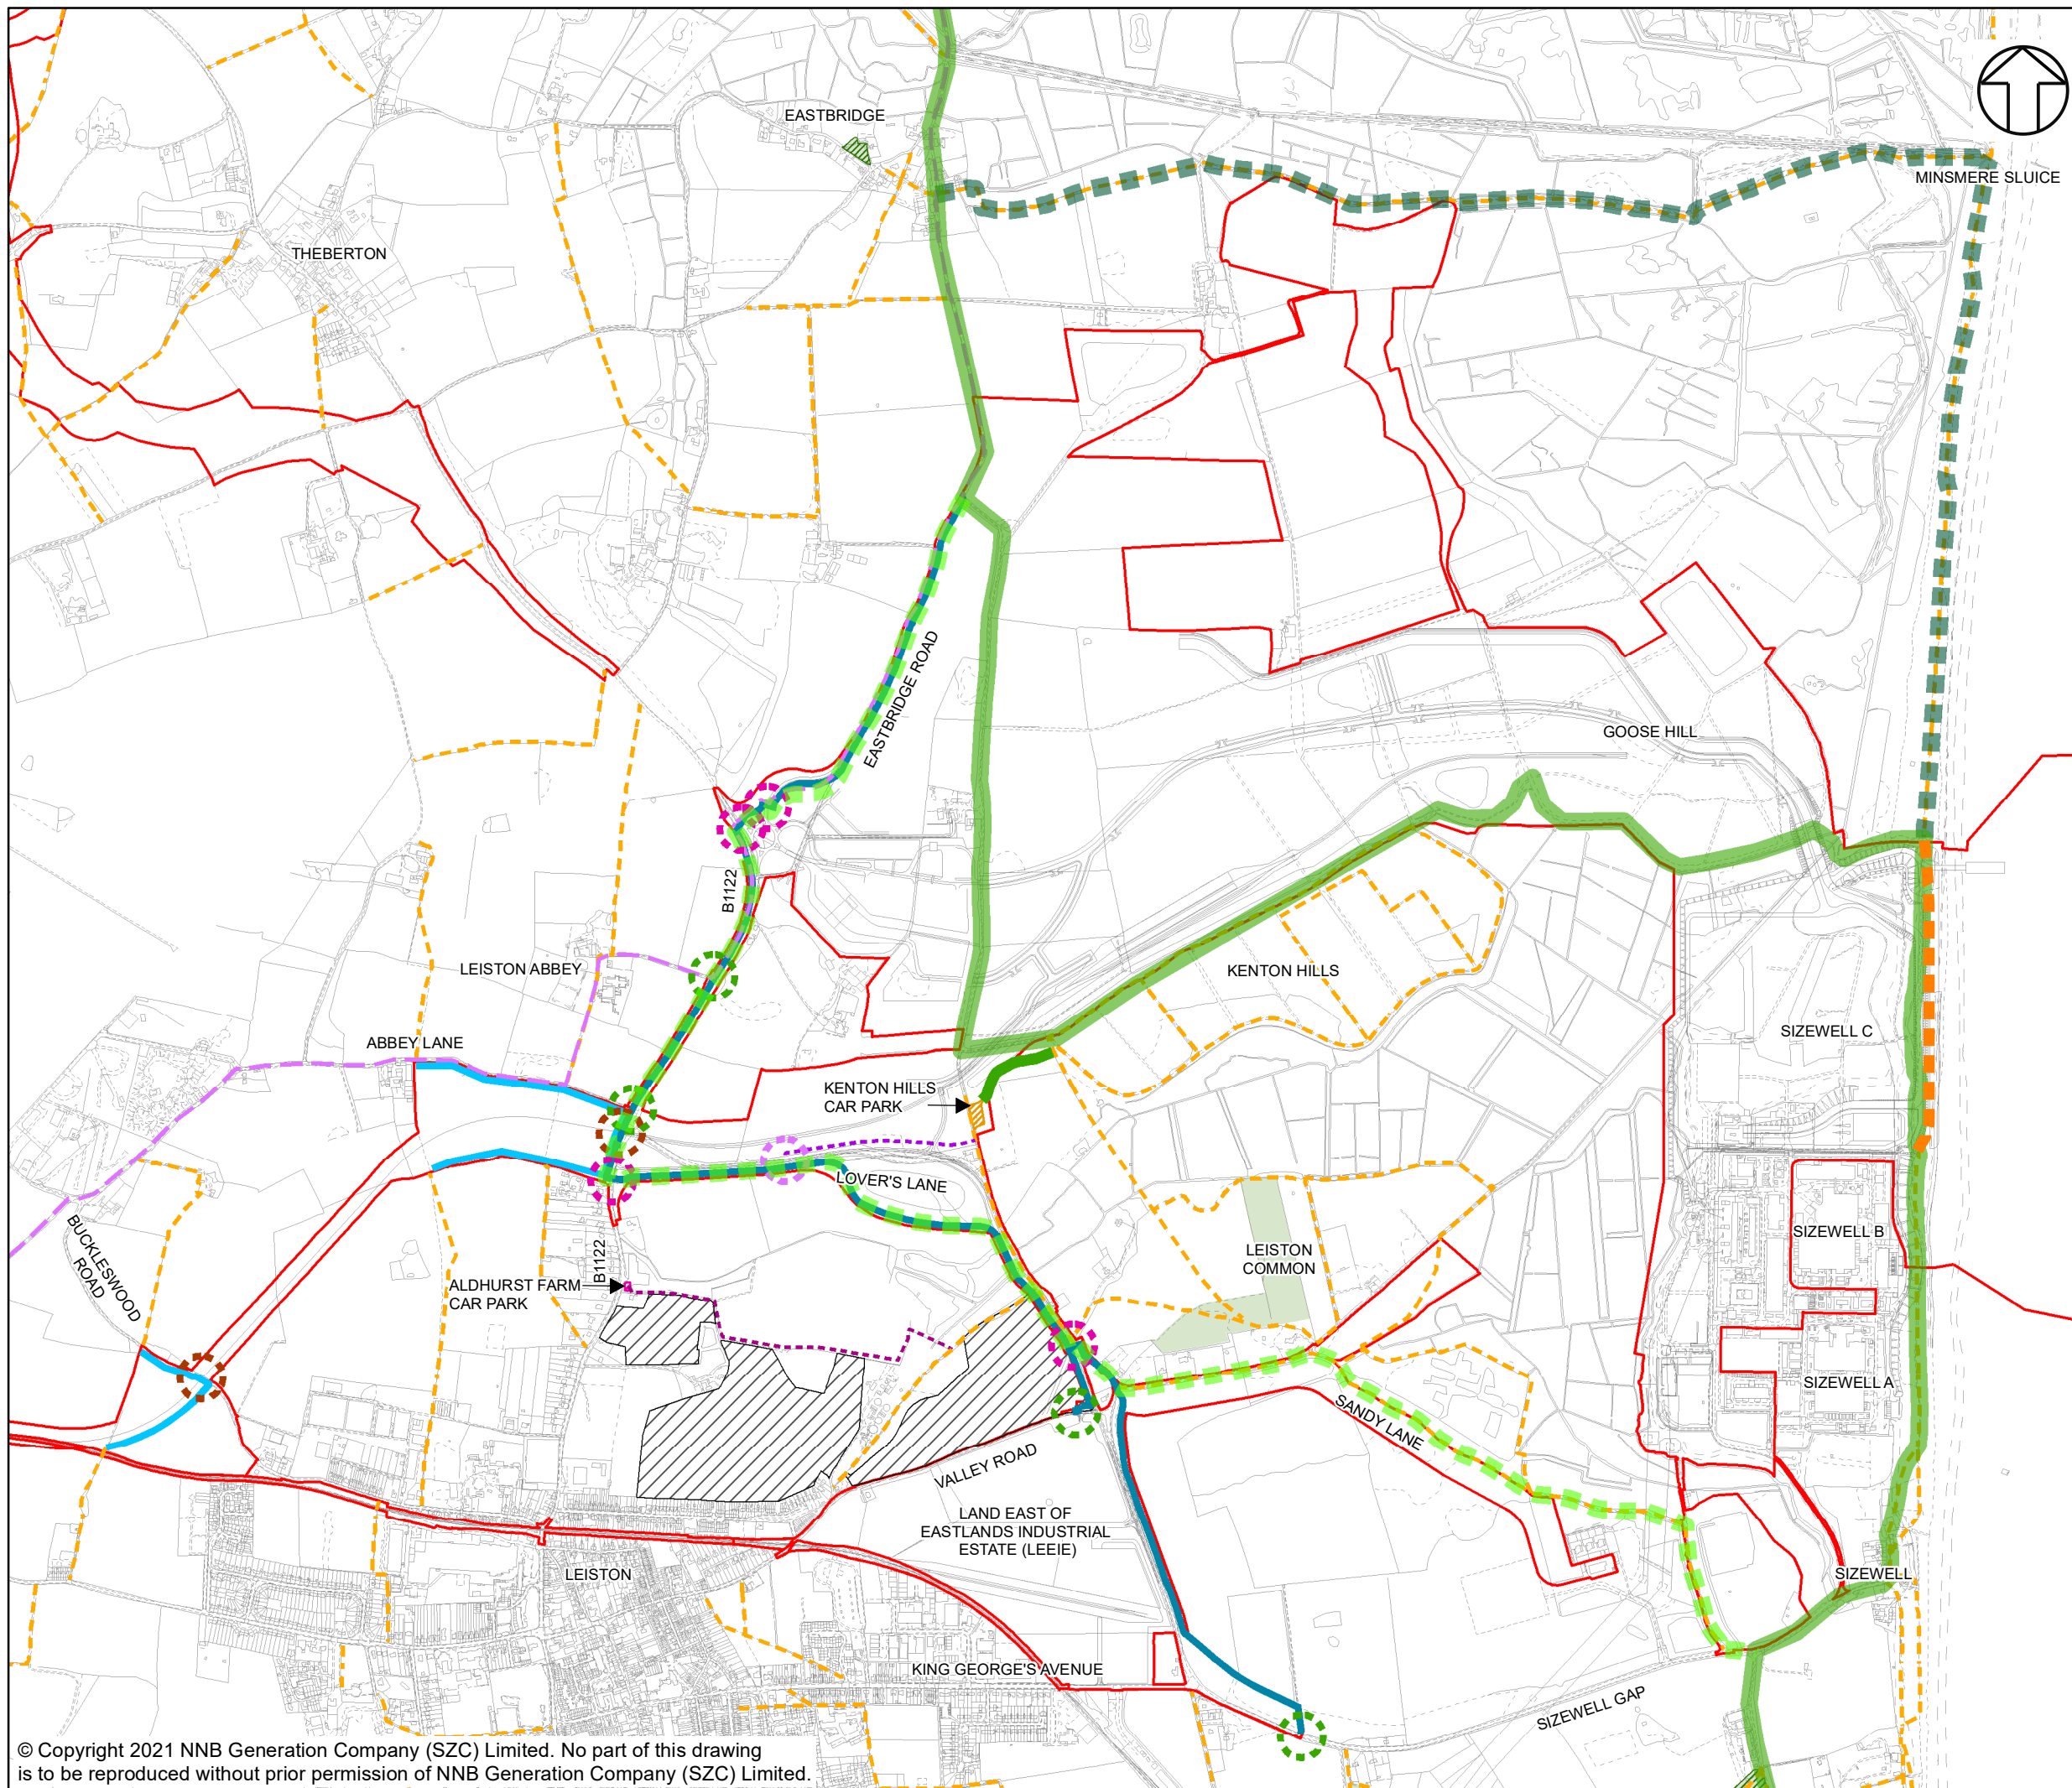 EASTBRIDGE
MINSMERE SLUICE
THEBERTON
EASTBRIDGE ROAD
GOOSE HILL
B1122
LEISTON ABBEY
KENTON HILLS
SIZEWELL C
ABBEY LANE
KENTON HILLS
CAR PARK
LOVER'S LANE
BUCKLESWOOD
ROAD
B1122
ALDHURST FARM
CAR PARK
LEISTON
COMMON
SIZEWELL B
SIZEWELL A
SANDY LANE
VALLEY ROAD
LAND EAST OF
EASTLANDS INDUSTRIAL
ESTATE (LEEIE)
LEISTON
SIZEWELL
KING GEORGE'S AVENUE
SIZEWELL GAP
© Copyright 2021 NNB Generation Company (SZC) Limited. No part of this drawing
is to be reproduced without prior permission of NNB Generation Company (SZC) Limited.